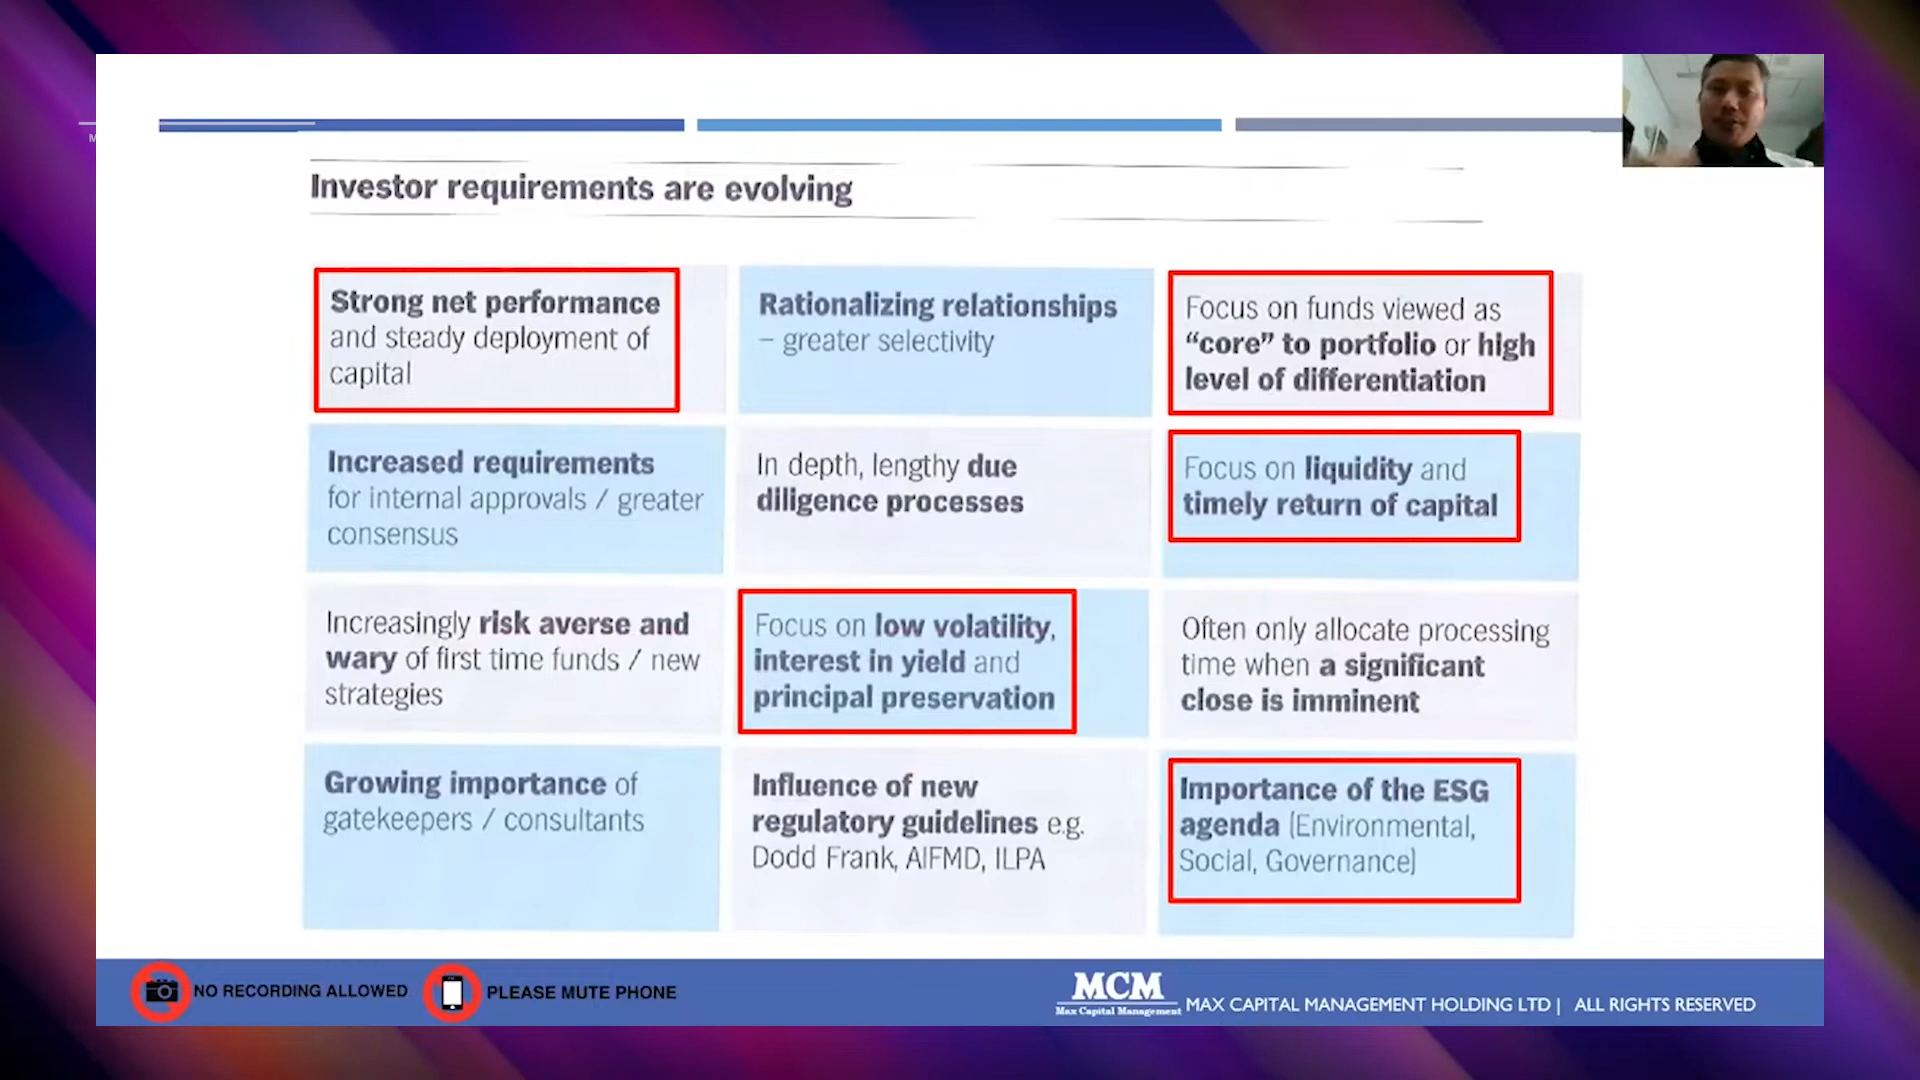 Investor requirements are evolving
Strong net performance
and steady deployment of
capital
Rationalizing relationships
– greater selectivity
Focus on funds viewed as
“core” to portfolio or high
level of differentiation
Increased requirements
for internal approvals / greater
consensus
In depth, lengthy due
diligence processes
Focus on liquidity and
timely return of capital
Increasingly risk averse and
wary of first time funds / new
strategies
Focus on low volatility,
interest in yield and
principal preservation
Often only allocate processing
time when a significant
close is imminent
Growing importance of
gatekeepers / consultants
Influence of new
regulatory guidelines e.g.
Dodd Frank, AIFMD, ILPA
Importance of the ESG
agenda (Environmental,
Social, Governance)
NO RECORDING ALLOWED
PLEASE MUTE PHONE
MCM
Max Capital Management
MAX CAPITAL MANAGEMENT HOLDING LTD | ALL RIGHTS RESERVED